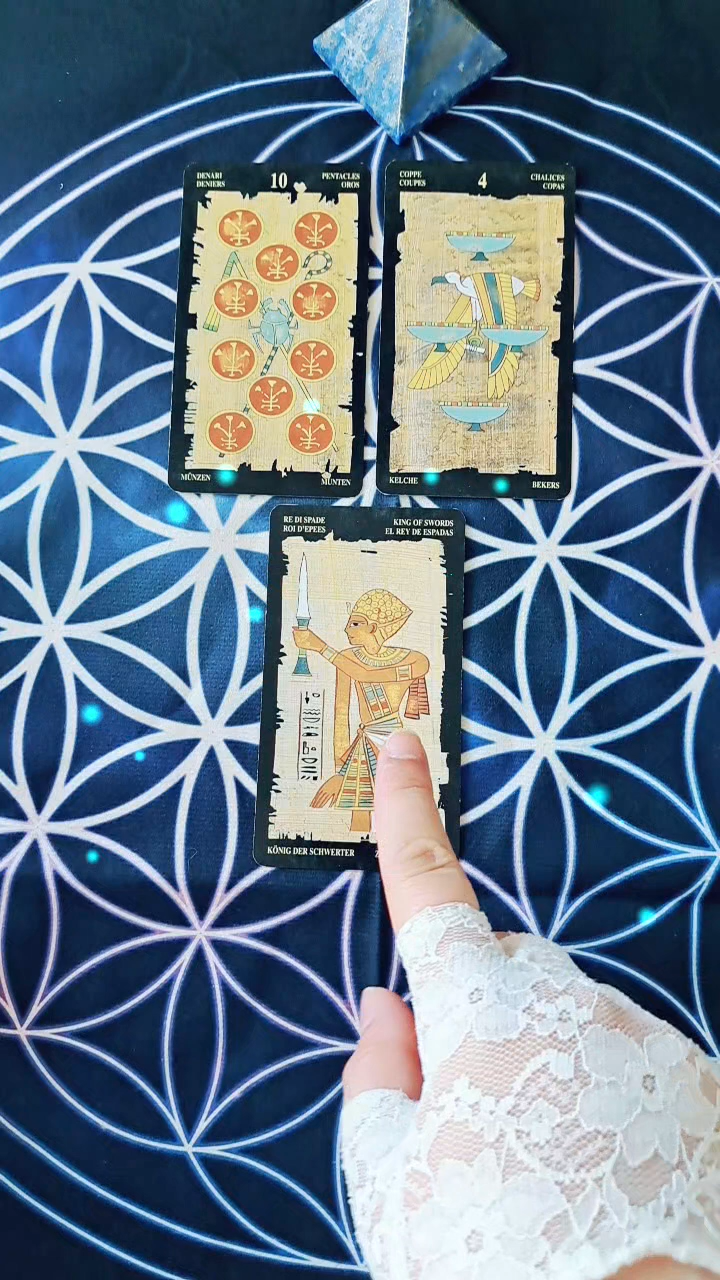 DENARI
DENIERS
10
PENTACLES
OROS
MÜNZEN
MUNTEN
COPPE
COUPES
4
CHALICES
COPAS
KELCHE
BEKERS
RE DI SPADE
ROI D'EPEES
KING OF SWORDS
EL REY DE ESPADAS
KÖNIG DER SCHWERTER